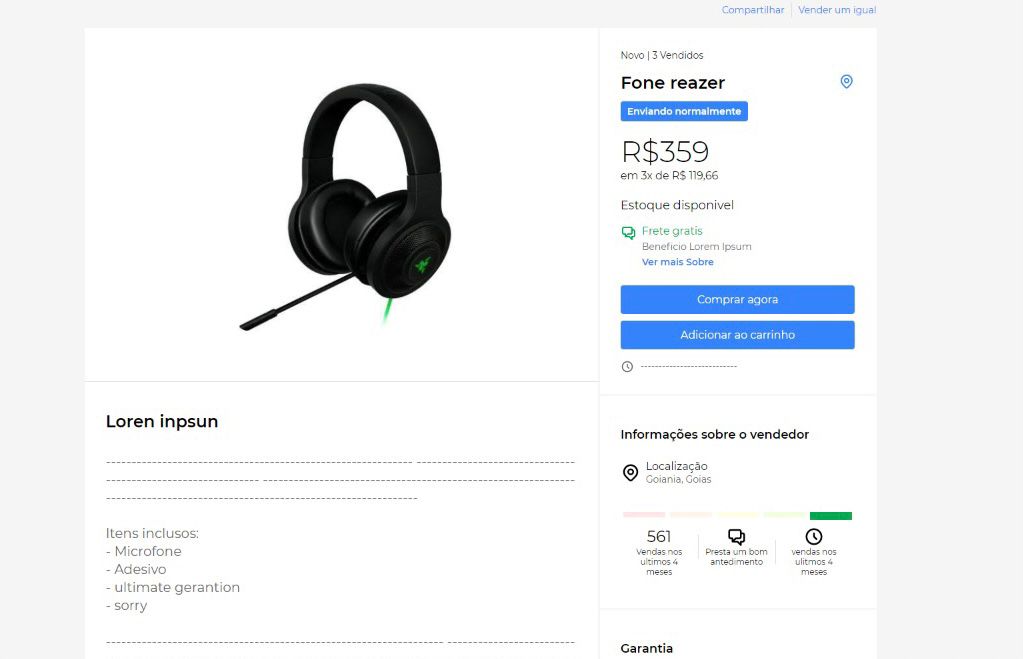 Compartilhar
Vender um igual
Novo | 3 Vendidos
Fone reazer
Enviando normalmente
R$359
em 3x de R$ 119,66
Estoque disponivel
Frete gratis
Beneficio Lorem Ipsum
Ver mais Sobre
Comprar agora
Adicionar ao carrinho
--------------------------
Loren inpsun
Itens inclusos:
- Microfone
- Adesivo
- ultimate gerantion
- sorry
Informações sobre o vendedor
Localização
Goiania, Goias
561
Vendas nos
ultimos 4
meses
Presta um bom
antedimento
vendas nos
ulitmos 4
meses
Garantia